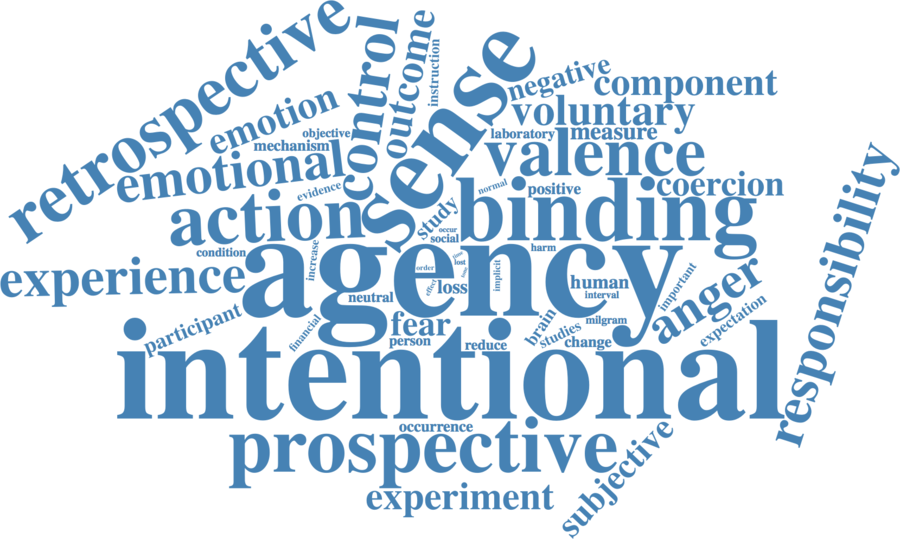 retrospective
control
outcome
instruction
sense
negative
component
emotion
voluntary
objective
laboratory
measure
mechanism
valence
emotional
evidence
normal
positive
coercion
action
study
binding
occur
social
responsibility
condition
increase
agency
harm
experience
order
lost
implicit
effect
loss
human
important
anger
neutral
interval
participant
financial
fear
brain
milgram
expectation
person
reduce
studies
change
intentional
occurrence
prospective
subjective
experiment